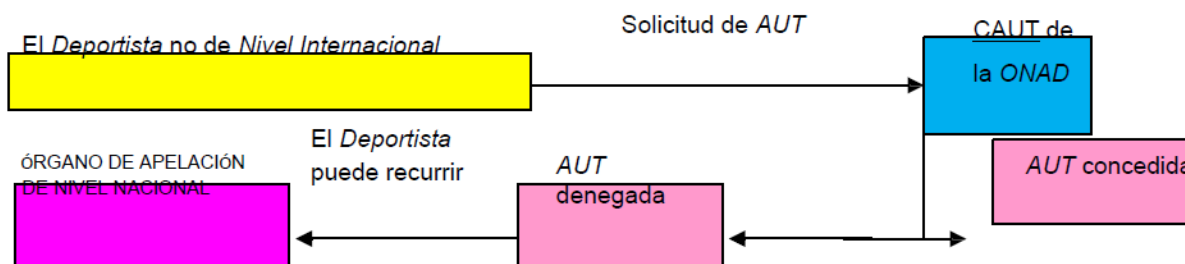 El Deportista no de Nivel Internacional
Solicitud de AUT
CAUT de
la ONAD
AUT concedida
AUT
denegada
El Deportista
puede recurrir
óRGANO DE APELACIóN
DE NIVEL NACIONAL